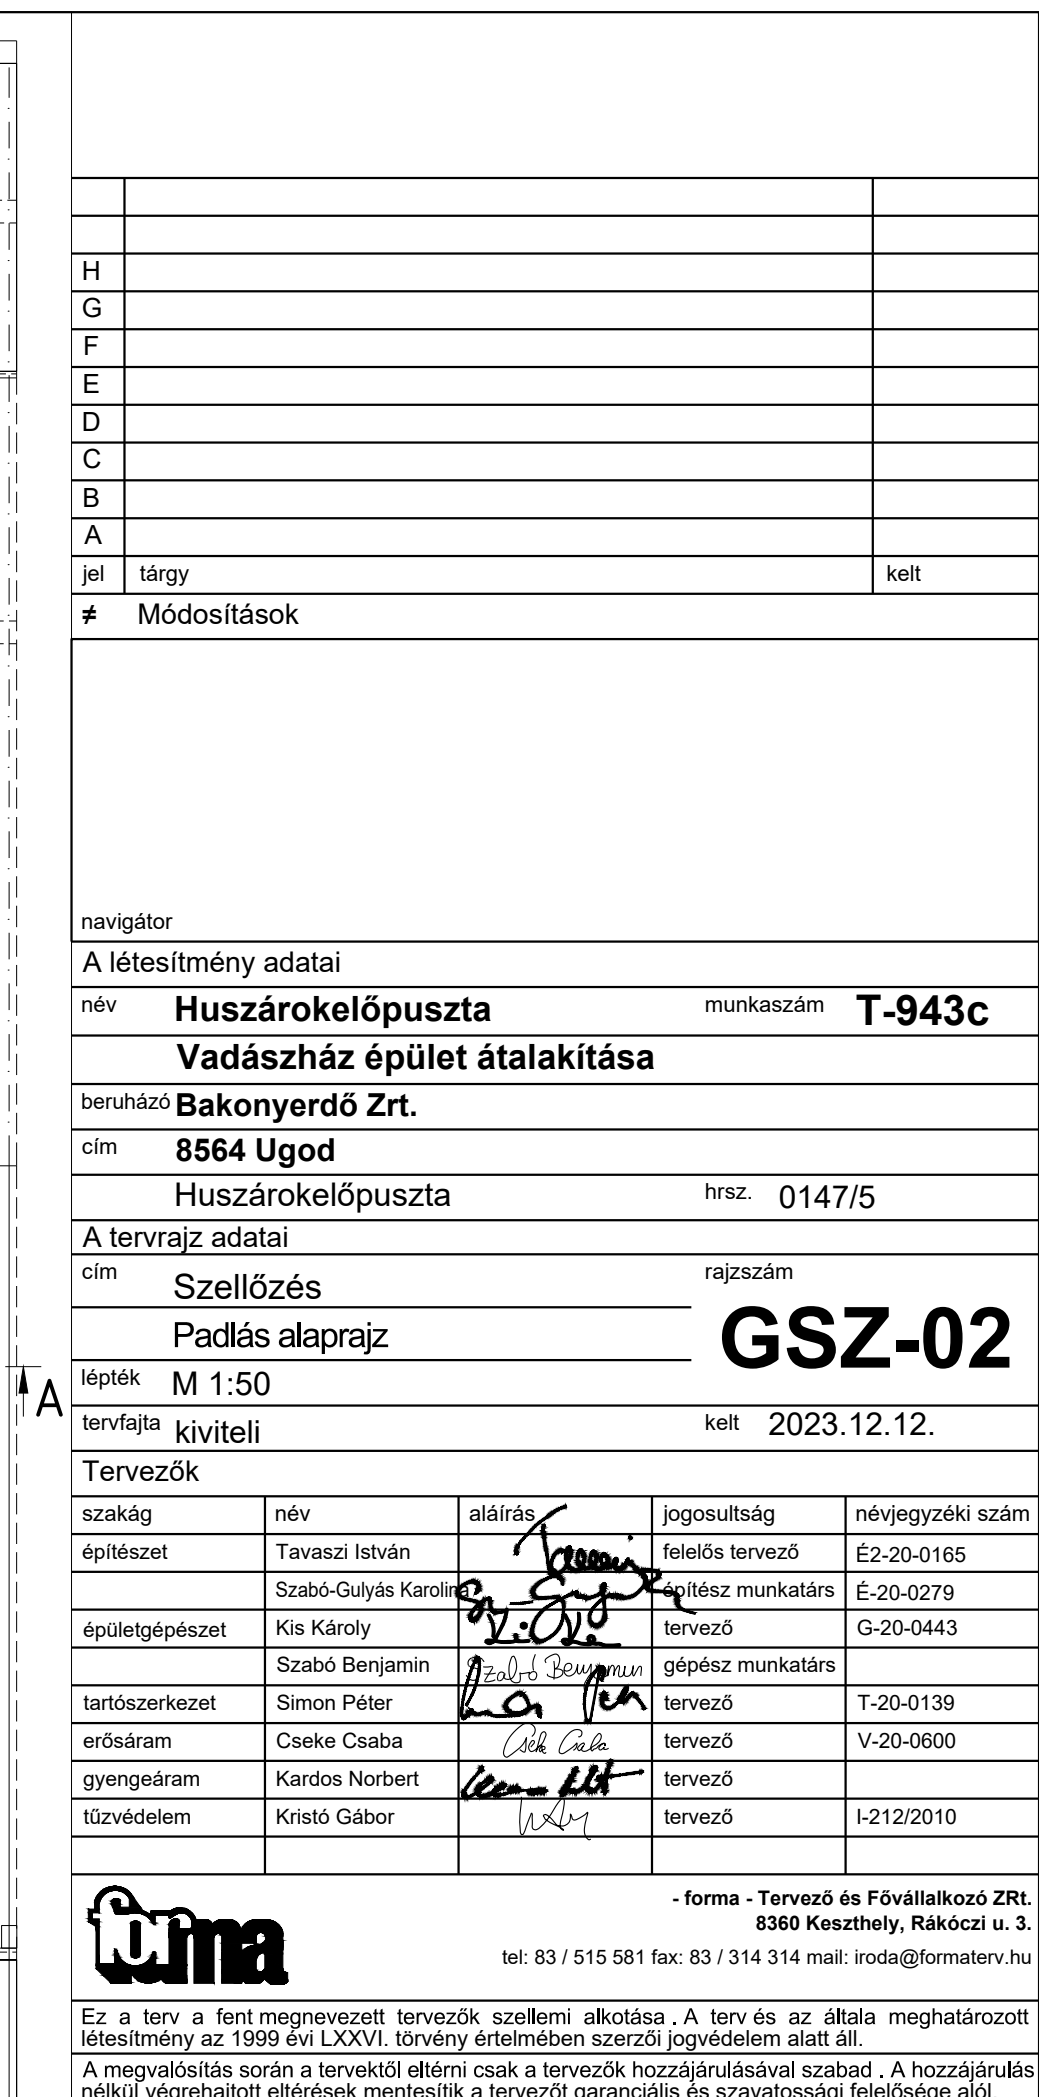 H
G
F
E
D
C
B
A
jel tárgy kelt
≠ Módosítások
navigátor
A létesítmény adatai
név Huszárokelőpuszta munkaszám T-943c
Vadászház épület átalakítása
beruházó Bakonyerdő Zrt.
cím 8564 Ugod
Huszárokelőpuszta hrsz. 0147/5
A tervrajz adatai
cím Szellőzés rajzszám
Padlás alaprajz GSZ-02
lépték M 1:50
A
tervfajta kiviteli kelt 2023.12.12.
Tervezők
szakág név aláírás jogosultság névjegyzéki szám
építészet Tavaszi István felelős tervező É2-20-0165
Szabó-Gulyás Karolina építész munkatárs É-20-0279
épületgépészet Kis Károly tervező G-20-0443
Szabó Benjamin Szabó Benjamin gépész munkatárs
tartószerkezet Simon Péter tervező T-20-0139
erősáram Cseke Csaba Cseke Csaba tervező V-20-0600
gyengeáram Kardos Norbert tervező
tűzvédelem Kristó Gábor tervező I-212/2010
forma
- forma - Tervező és Fővállalkozó ZRt.
8360 Keszthely, Rákóczi u. 3.
tel: 83 / 515 581 fax: 83 / 314 314 mail: iroda@formaterv.hu
Ez a terv a fent megnevezett tervezők szellemi alkotása . A terv és az általa meghatározott
létesítmény az 1999 évi LXXVI. törvény értelmében szerzői jogvédelem alatt áll.
A megvalósítás során a tervektől eltérni csak a tervezők hozzájárulásával szabad . A hozzájárulás
nélkül végrehajtott eltérések mentesítik a tervezőt garanciális és szavatossági felelősége alól.